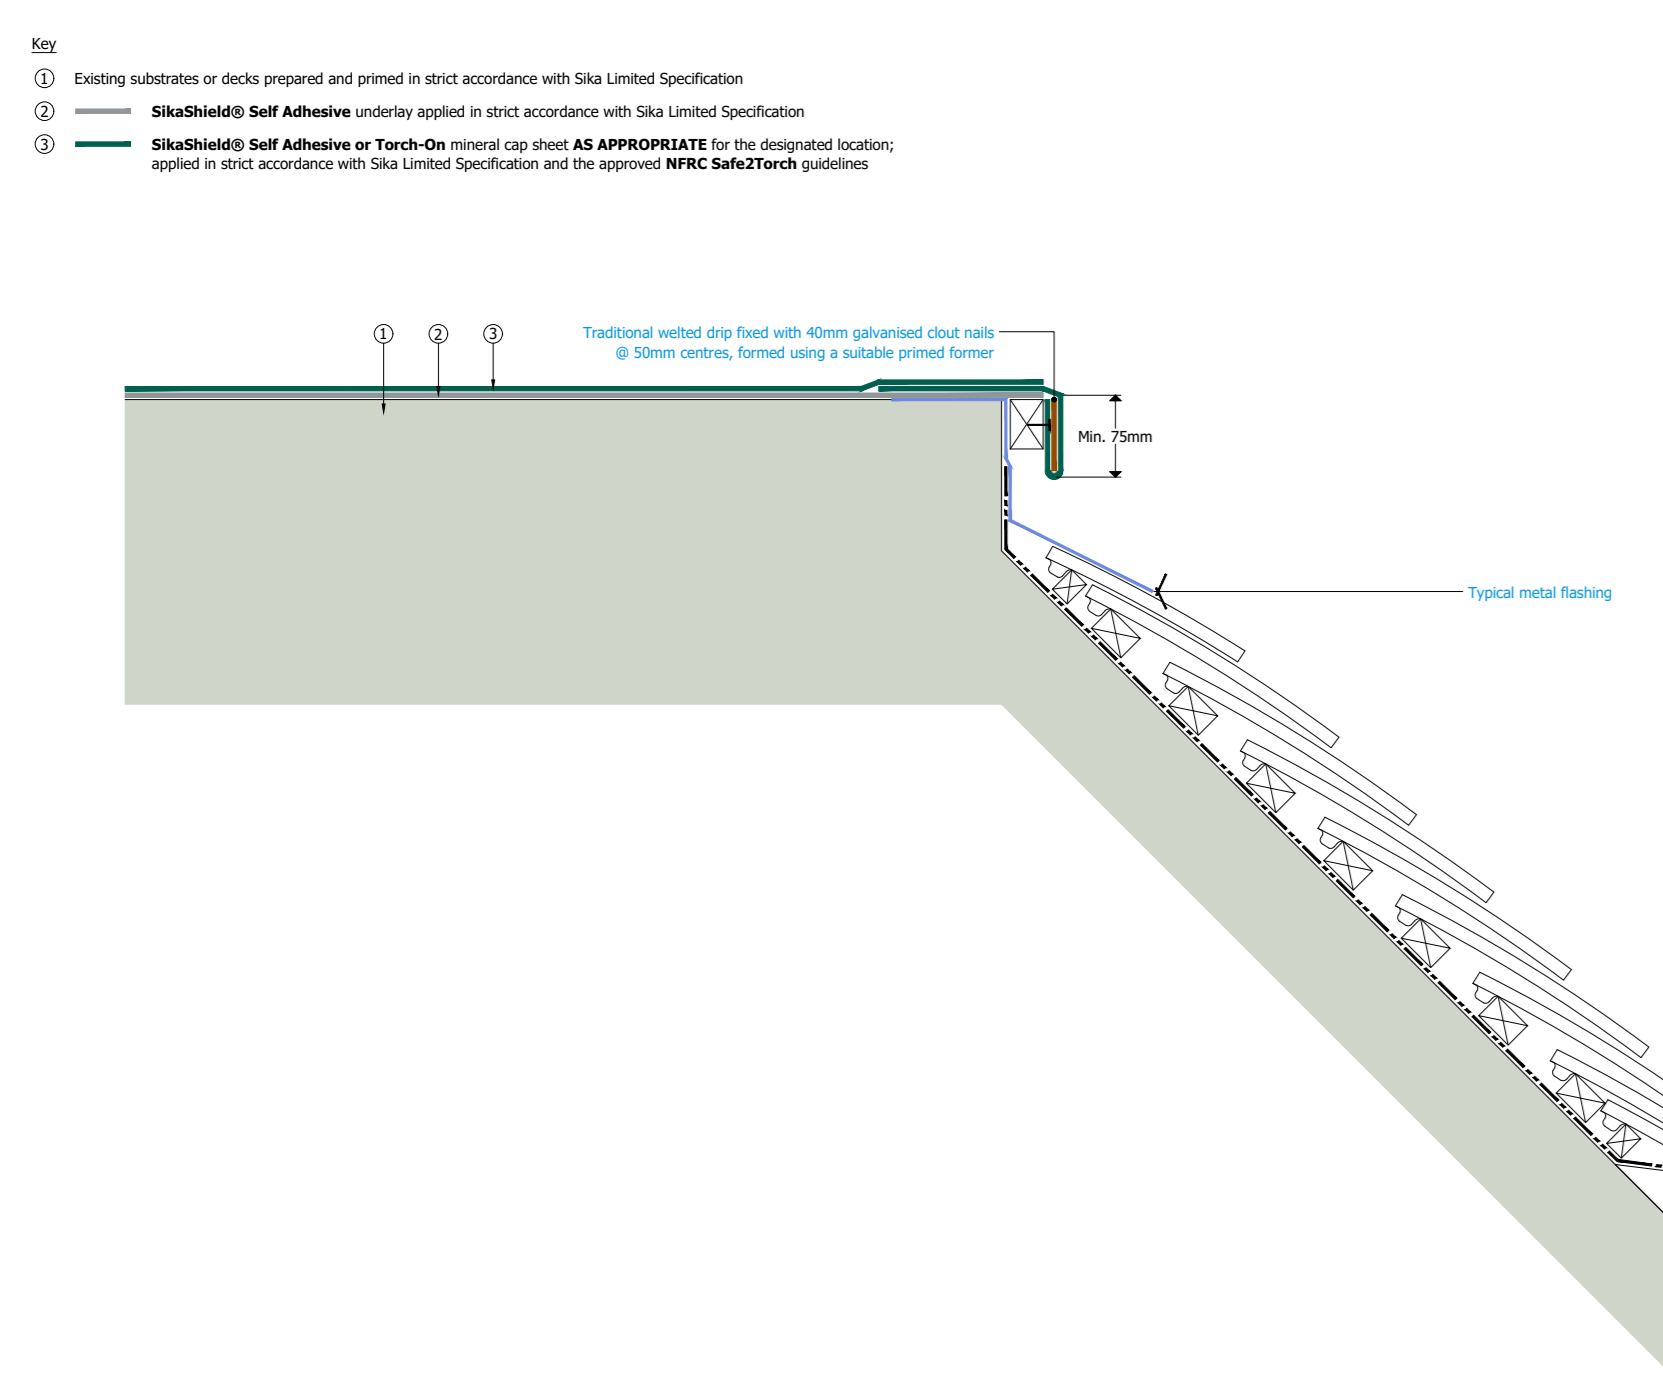 Key
1 Existing substrates or decks prepared and primed in strict accordance with Sika Limited Specification
2 SikaShield® Self Adhesive underlay applied in strict accordance with Sika Limited Specification
3 SikaShield® Self Adhesive or Torch-On mineral cap sheet AS APPROPRIATE for the designated location;
applied in strict accordance with Sika Limited Specification and the approved NFRC Safe2Torch guidelines
1 2 3 Traditional welted drip fixed with 40mm galvanised clout nails
@ 50mm centres, formed using a suitable primed former
Min. 75mm
Typical metal flashing